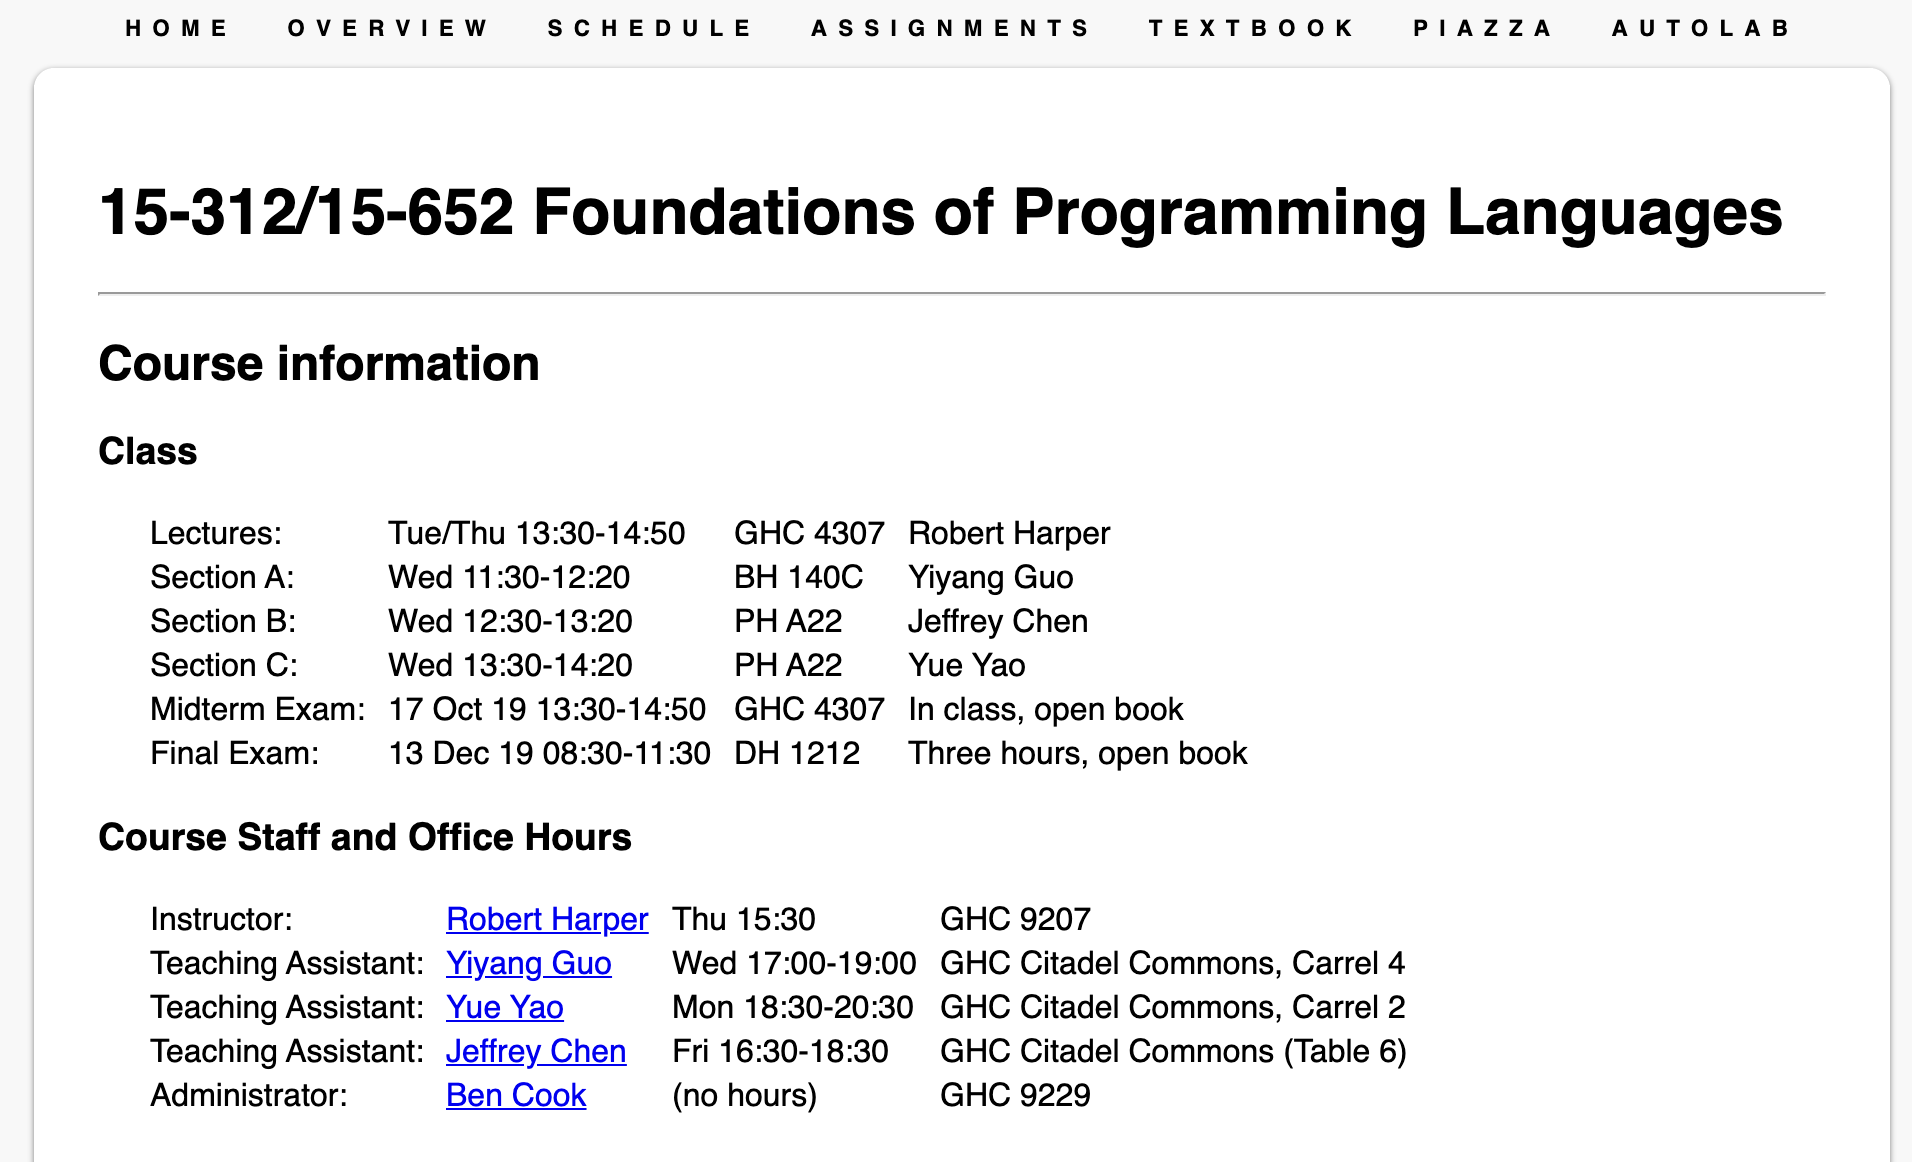 HOME OVERVIEW SCHEDULE ASSIGNMENTS TEXTBOOK PIAZZA AUTOLAB
15-312/15-652 Foundations of Programming Languages
Course information
Class
Lectures: Tue/Thu 13:30-14:50 GHC 4307 Robert Harper
Section A: Wed 11:30-12:20 BH 140C Yiyang Guo
Section B: Wed 12:30-13:20 PH A22 Jeffrey Chen
Section C: Wed 13:30-14:20 PH A22 Yue Yao
Midterm Exam: 17 Oct 19 13:30-14:50 GHC 4307 In class, open book
Final Exam: 13 Dec 19 08:30-11:30 DH 1212 Three hours, open book
Course Staff and Office Hours
Instructor: Robert Harper Thu 15:30 GHC 9207
Teaching Assistant: Yiyang Guo Wed 17:00-19:00 GHC Citadel Commons, Carrel 4
Teaching Assistant: Yue Yao Mon 18:30-20:30 GHC Citadel Commons, Carrel 2
Teaching Assistant: Jeffrey Chen Fri 16:30-18:30 GHC Citadel Commons (Table 6)
Administrator: Ben Cook (no hours) GHC 9229